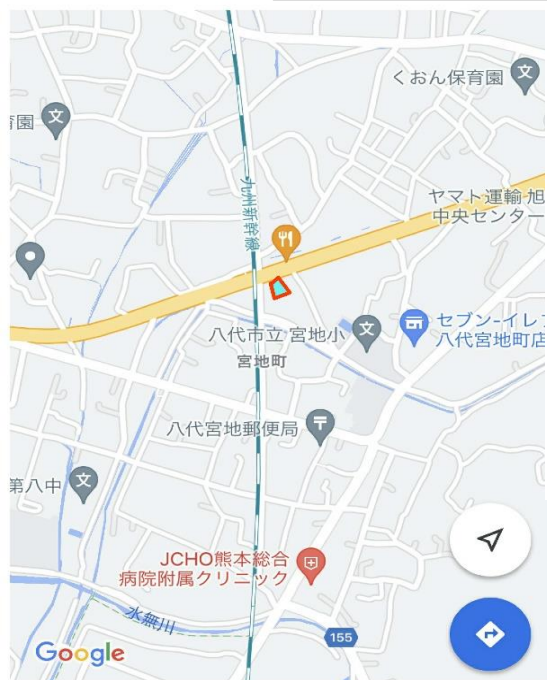 くおん保育園
育園
九州新幹線
ヤマト運輸 旭
中央センター
八代市立 宮地小
宮地町
セブン-イレブ
八代宮地町店
八代宮地郵便局
第八中
JCHO熊本総合
病院附属クリニック
水無川
155
Google